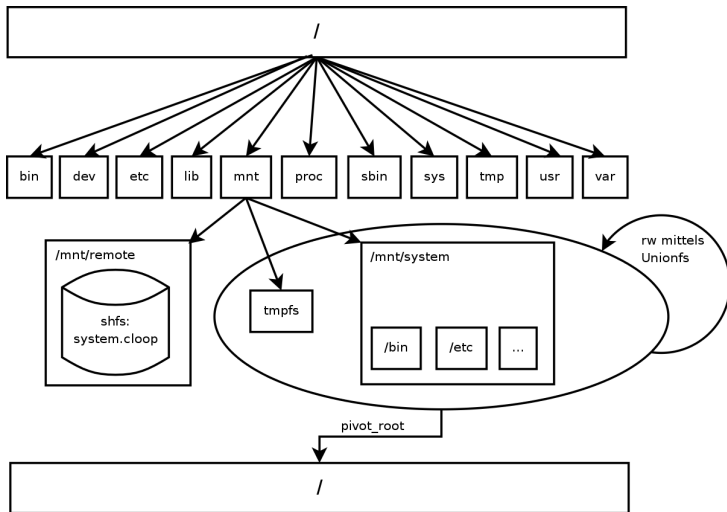 /
bin dev etc lib mnt proc sbin sys tmp usr var
/mnt/remote
shfs:
system.cloop
tmpfs
/mnt/system
/bin /etc ...
rw mittels
Unionfs
pivot_root
/